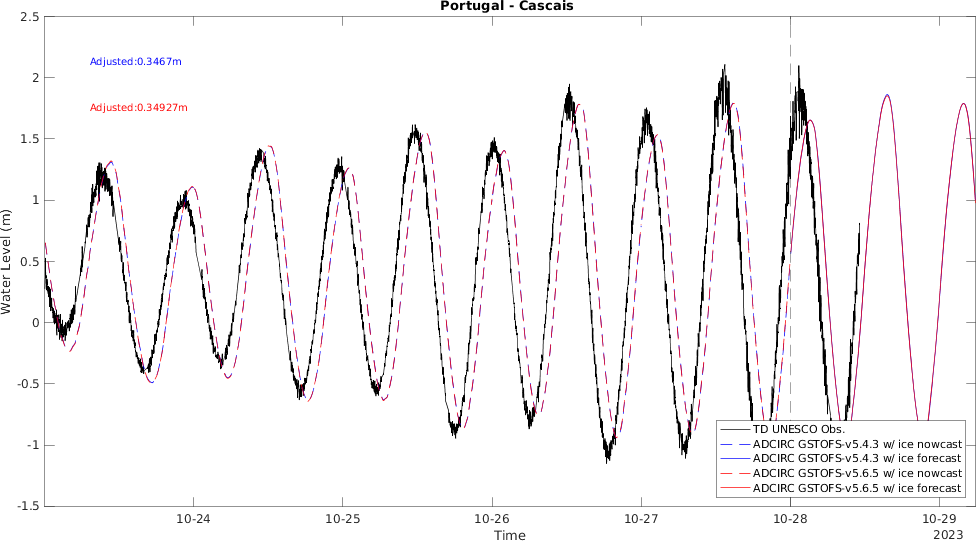 Portugal - Cascais
2.5
2
1.5
1
0.5
0
-0.5
-1
-1.5
Water Level (m)
Adjusted:0.3467m
Adjusted:0.34927m
TD UNESCO Obs.
ADCIRC GSTOFS-v5.4.3 w/ ice nowcast
ADCIRC GSTOFS-v5.4.3 w/ ice forecast
ADCIRC GSTOFS-v5.6.5 w/ ice nowcast
ADCIRC GSTOFS-v5.6.5 w/ ice forecast
10-24 10-25 10-26 10-27 10-28 10-29
Time
2023